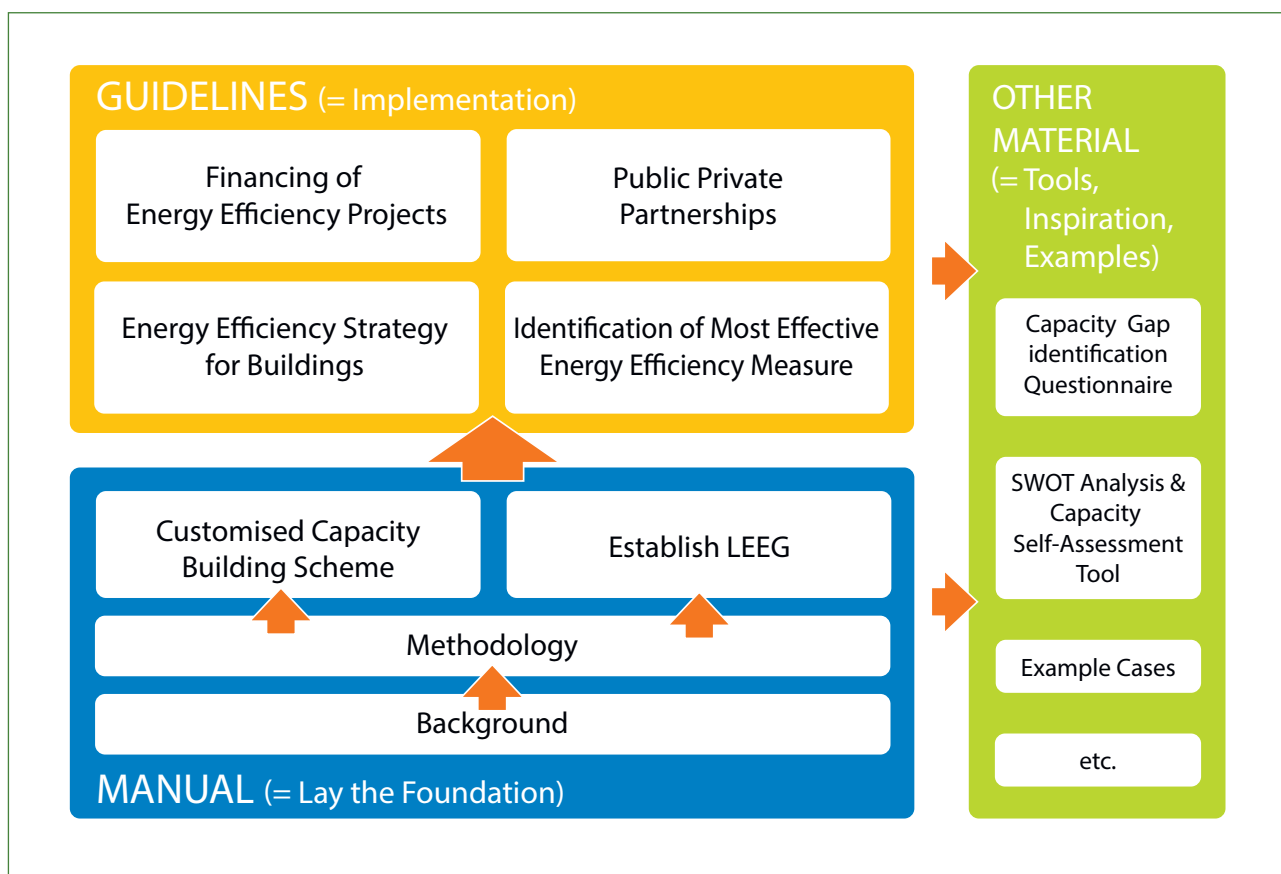 GUIDELINES (= Implementation)
Financing of
Energy Efficiency Projects
Public Private
Partnerships
Energy Efficiency Strategy
for Buildings
Identification of Most Effective
Energy Efficiency Measure
Customised Capacity
Building Scheme
Establish LEEG
Methodology
Background
MANUAL (= Lay the Foundation)
OTHER
MATERIAL
(= Tools,
Inspiration,
Examples)
Capacity Gap
identification
Questionnaire
SWOT Analysis &
Capacity
Self-Assessment
Tool
Example Cases
etc.